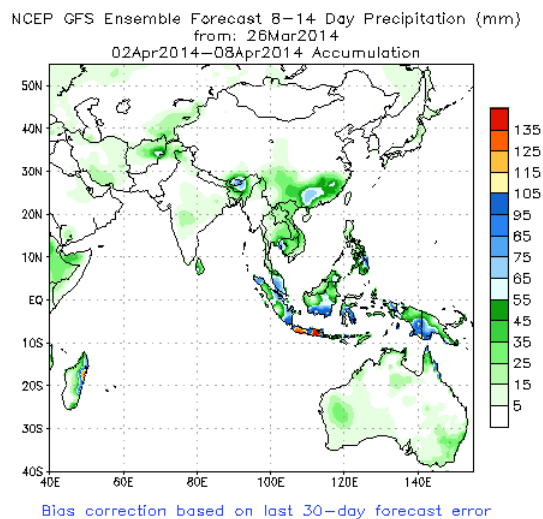 NCEP GFS Ensemble Forecast 8-14 Day Precipitation (mm)
from: 26Mar2014
02Apr2014-08Apr2014 Accumulation
50N
40N
30N
20N
10N
EQ
10S
20S
30S
40S
40E 60E 80E 100E 120E 140E
135
125
115
105
95
85
75
65
55
45
35
25
15
5
Bias correction based on last 30-day forecast error